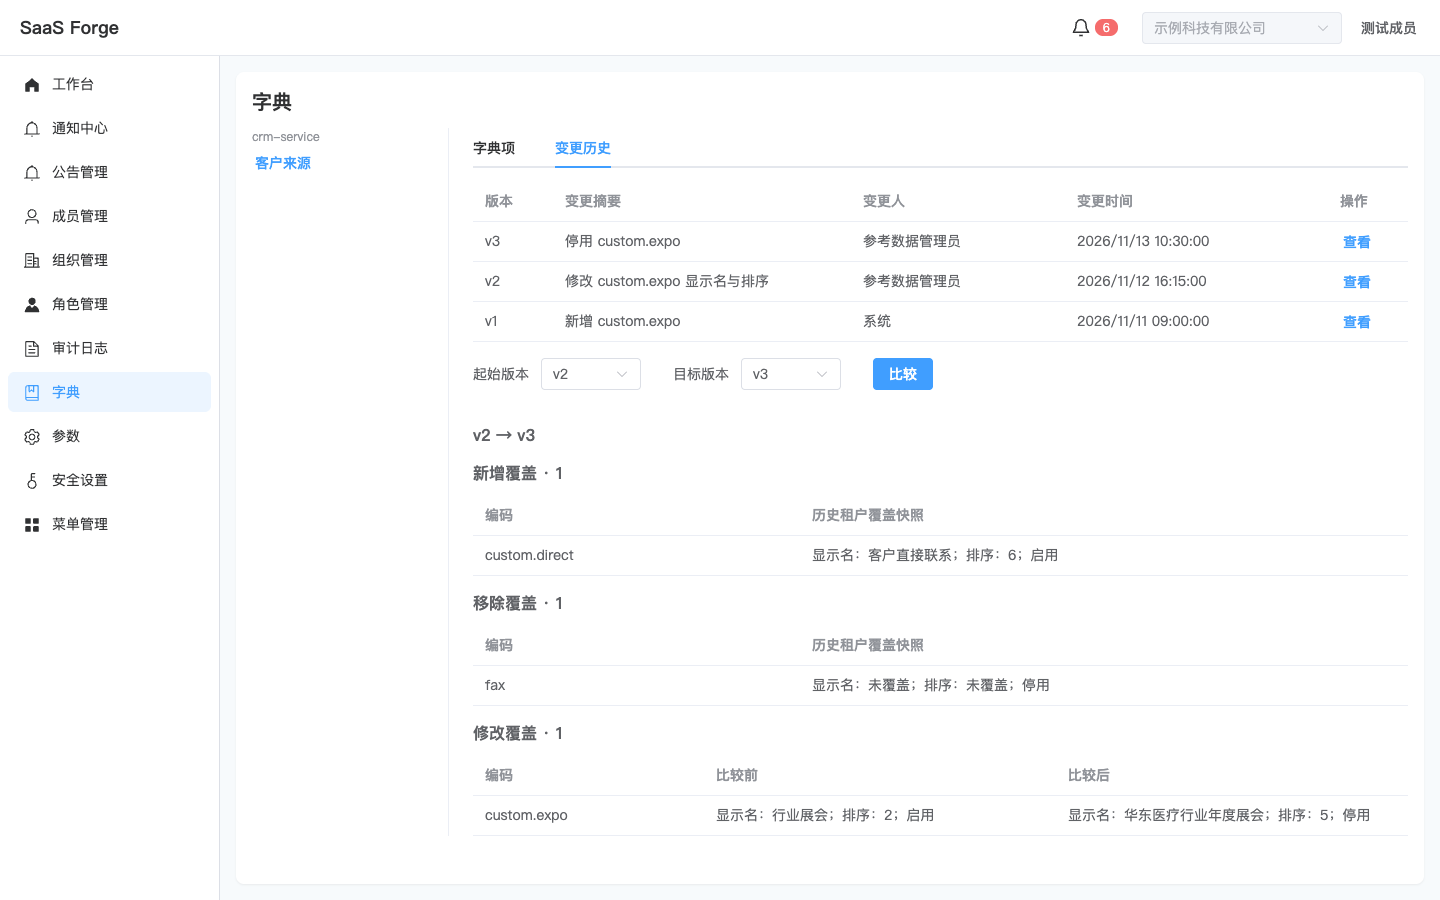 SaaS Forge
6
示例科技有限公司
测试成员
工作台
通知中心
公告管理
成员管理
组织管理
角色管理
审计日志
字典
参数
安全设置
菜单管理
字典
crm-service
客户来源
字典项 变更历史
版本 变更摘要 变更人 变更时间 操作
v3 停用 custom.expo 参考数据管理员 2026/11/13 10:30:00 查看
v2 修改 custom.expo 显示名与排序 参考数据管理员 2026/11/12 16:15:00 查看
v1 新增 custom.expo 系统 2026/11/11 09:00:00 查看
起始版本 v2 目标版本 v3 比较
v2 → v3
新增覆盖 · 1
编码 历史租户覆盖快照
custom.direct 显示名：客户直接联系；排序：6；启用
移除覆盖 · 1
编码 历史租户覆盖快照
fax 显示名：未覆盖；排序：未覆盖；停用
修改覆盖 · 1
编码 比较前 比较后
custom.expo 显示名：行业展会；排序：2；启用 显示名：华东医疗行业年度展会；排序：5；停用